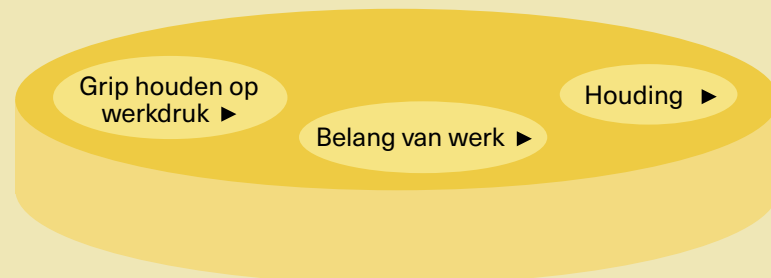 Grip houden op
werkdruk ►
Belang van werk ►
Houding ►